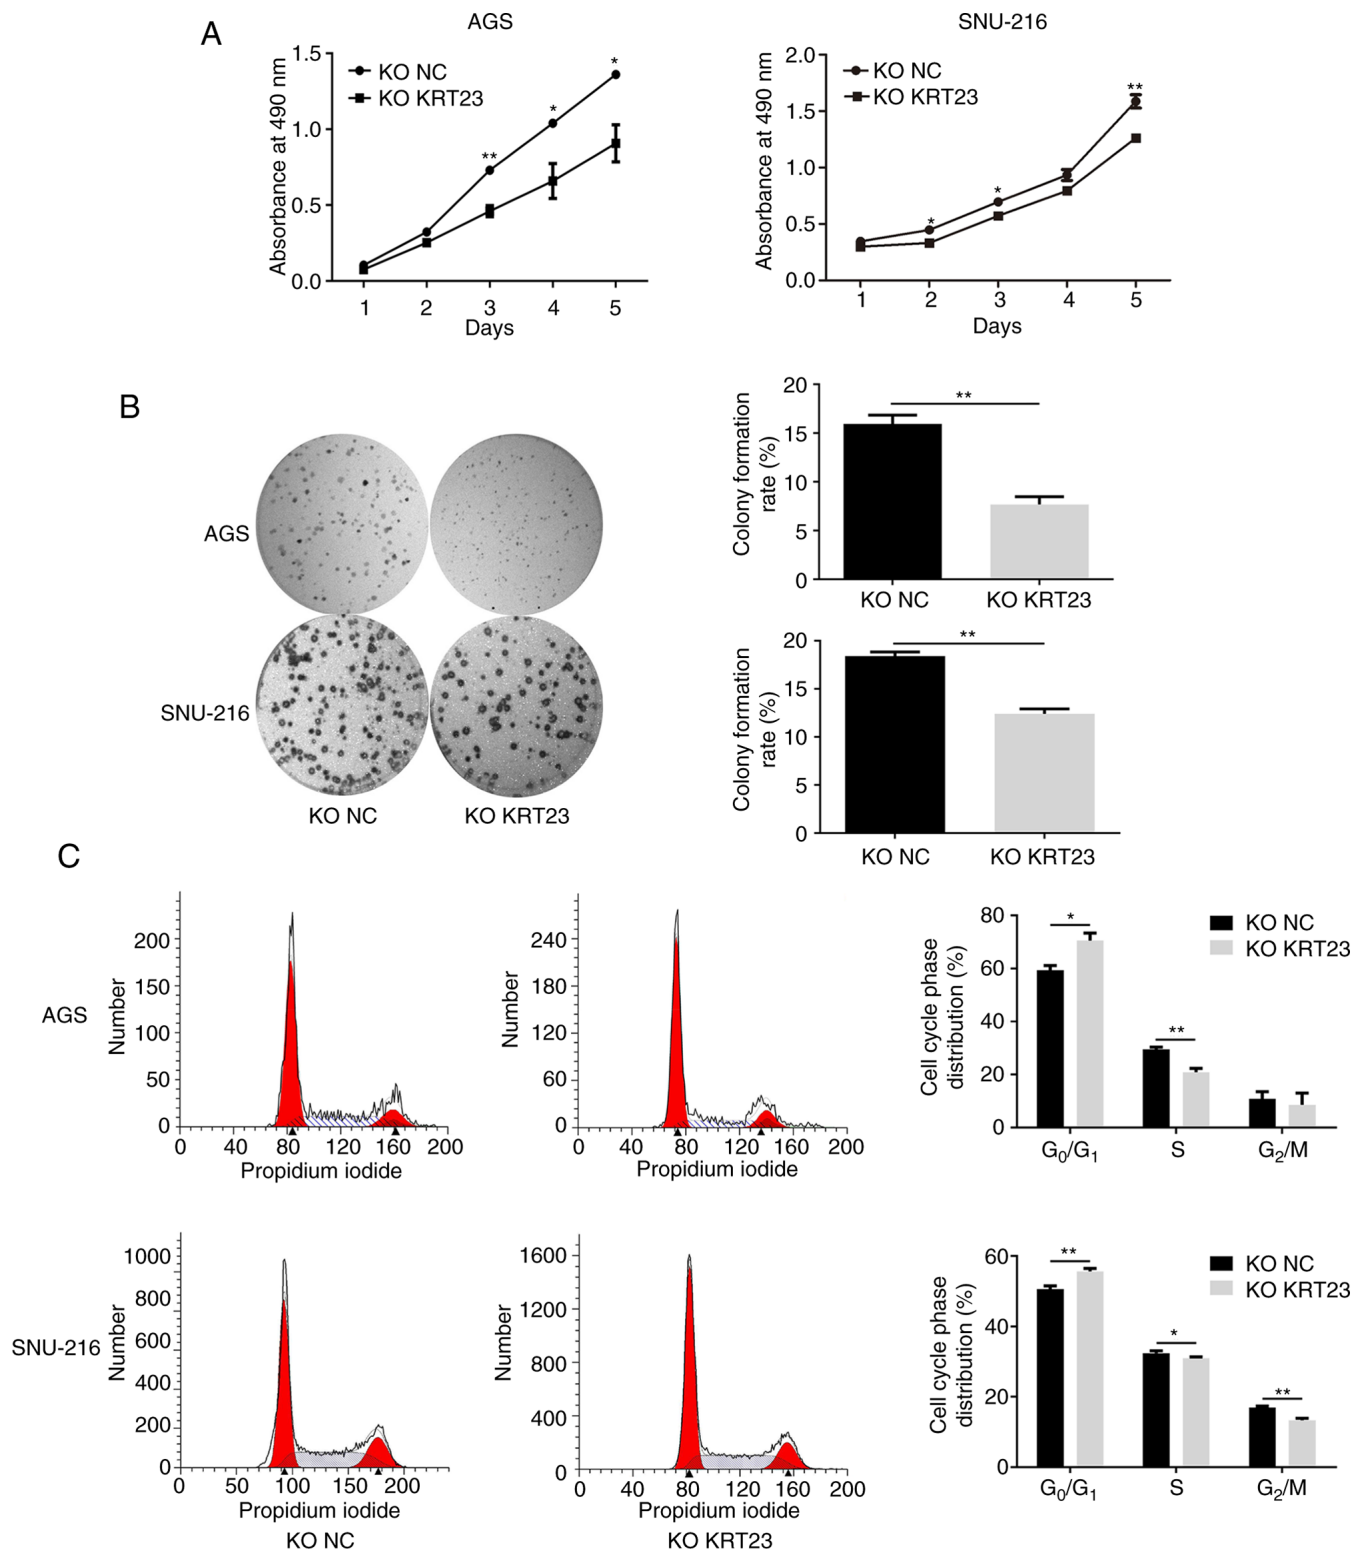 A
AGS
SNU-216
Absorbance at 490 nm
1.5
1.0
0.5
0.0
KO NC
KO KRT23
**
*
*
1 2 3 4 5
Days
Absorbance at 490 nm
2.0
1.5
1.0
0.5
0.0
KO NC
KO KRT23
*
*
**
1 2 3 4 5
Days
B
AGS
SNU-216
KO NC
KO KRT23
Colony formation
rate (%)
20
15
10
5
0
**
KO NC
KO KRT23
Colony formation
rate (%)
20
15
10
5
0
**
KO NC
KO KRT23
C
AGS
Number
200
150
100
50
0
0 40 80 120 160 200
Propidium iodide
Number
240
180
120
60
0
0 40 80 120 160 200
Propidium iodide
Cell cycle phase
distribution (%)
80
60
40
20
0
*
**
KO NC
KO KRT23
G0/G1 S G2/M
SNU-216
Number
1000
800
600
400
200
0
0 50 100 150 200
Propidium iodide
KO NC
Number
1600
1200
800
400
0
0 40 80 120 160 200
Propidium iodide
KO KRT23
Cell cycle phase
distribution (%)
60
40
20
0
**
*
**
KO NC
KO KRT23
G0/G1 S G2/M